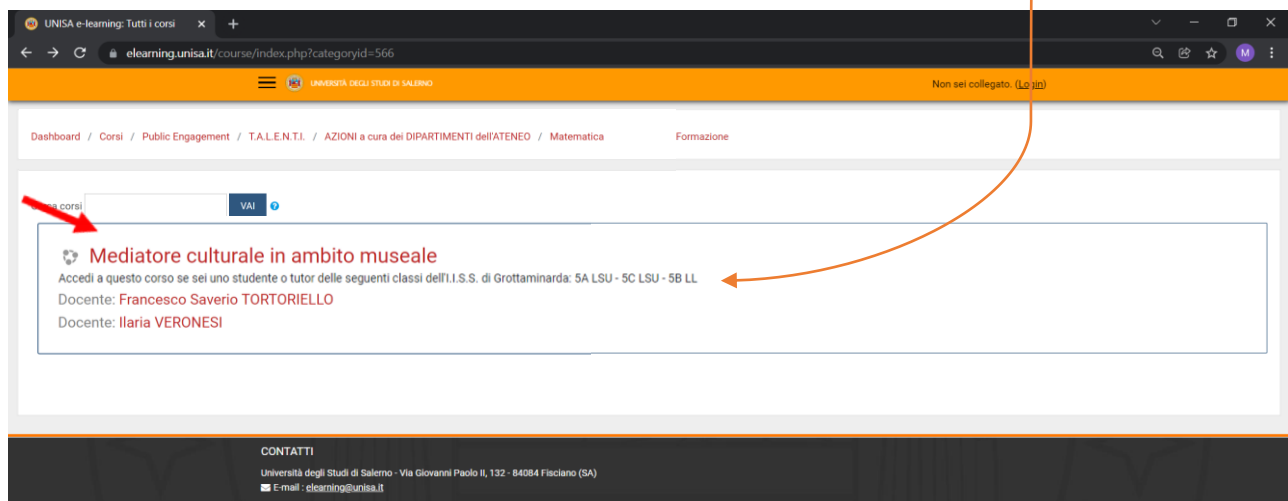 UNISA e-learning: Tutti i corsi
elearning.unisa.it/course/index.php?categoryid=566
M
UNIVERSITÀ DEGLI STUDI DI SALERNO
Non sei collegato. (Login)
Dashboard / Corsi / Public Engagement / T.A.L.E.N.T.I. / AZIONI a cura dei DIPARTIMENTI dell'ATENEO / Matematica Formazione
corsi
VAI
Mediatore culturale in ambito museale
Accedi a questo corso se sei uno studente o tutor delle seguenti classi dell'I.I.S.S. di Grottaminarda: 5A LSU - 5C LSU - 5B LL
Docente: Francesco Saverio TORTORIELLO
Docente: Ilaria VERONESI
CONTATTI
Università degli Studi di Salerno - Via Giovanni Paolo II, 132 - 84084 Fisciano (SA)
E-mail : elearning@unisa.it